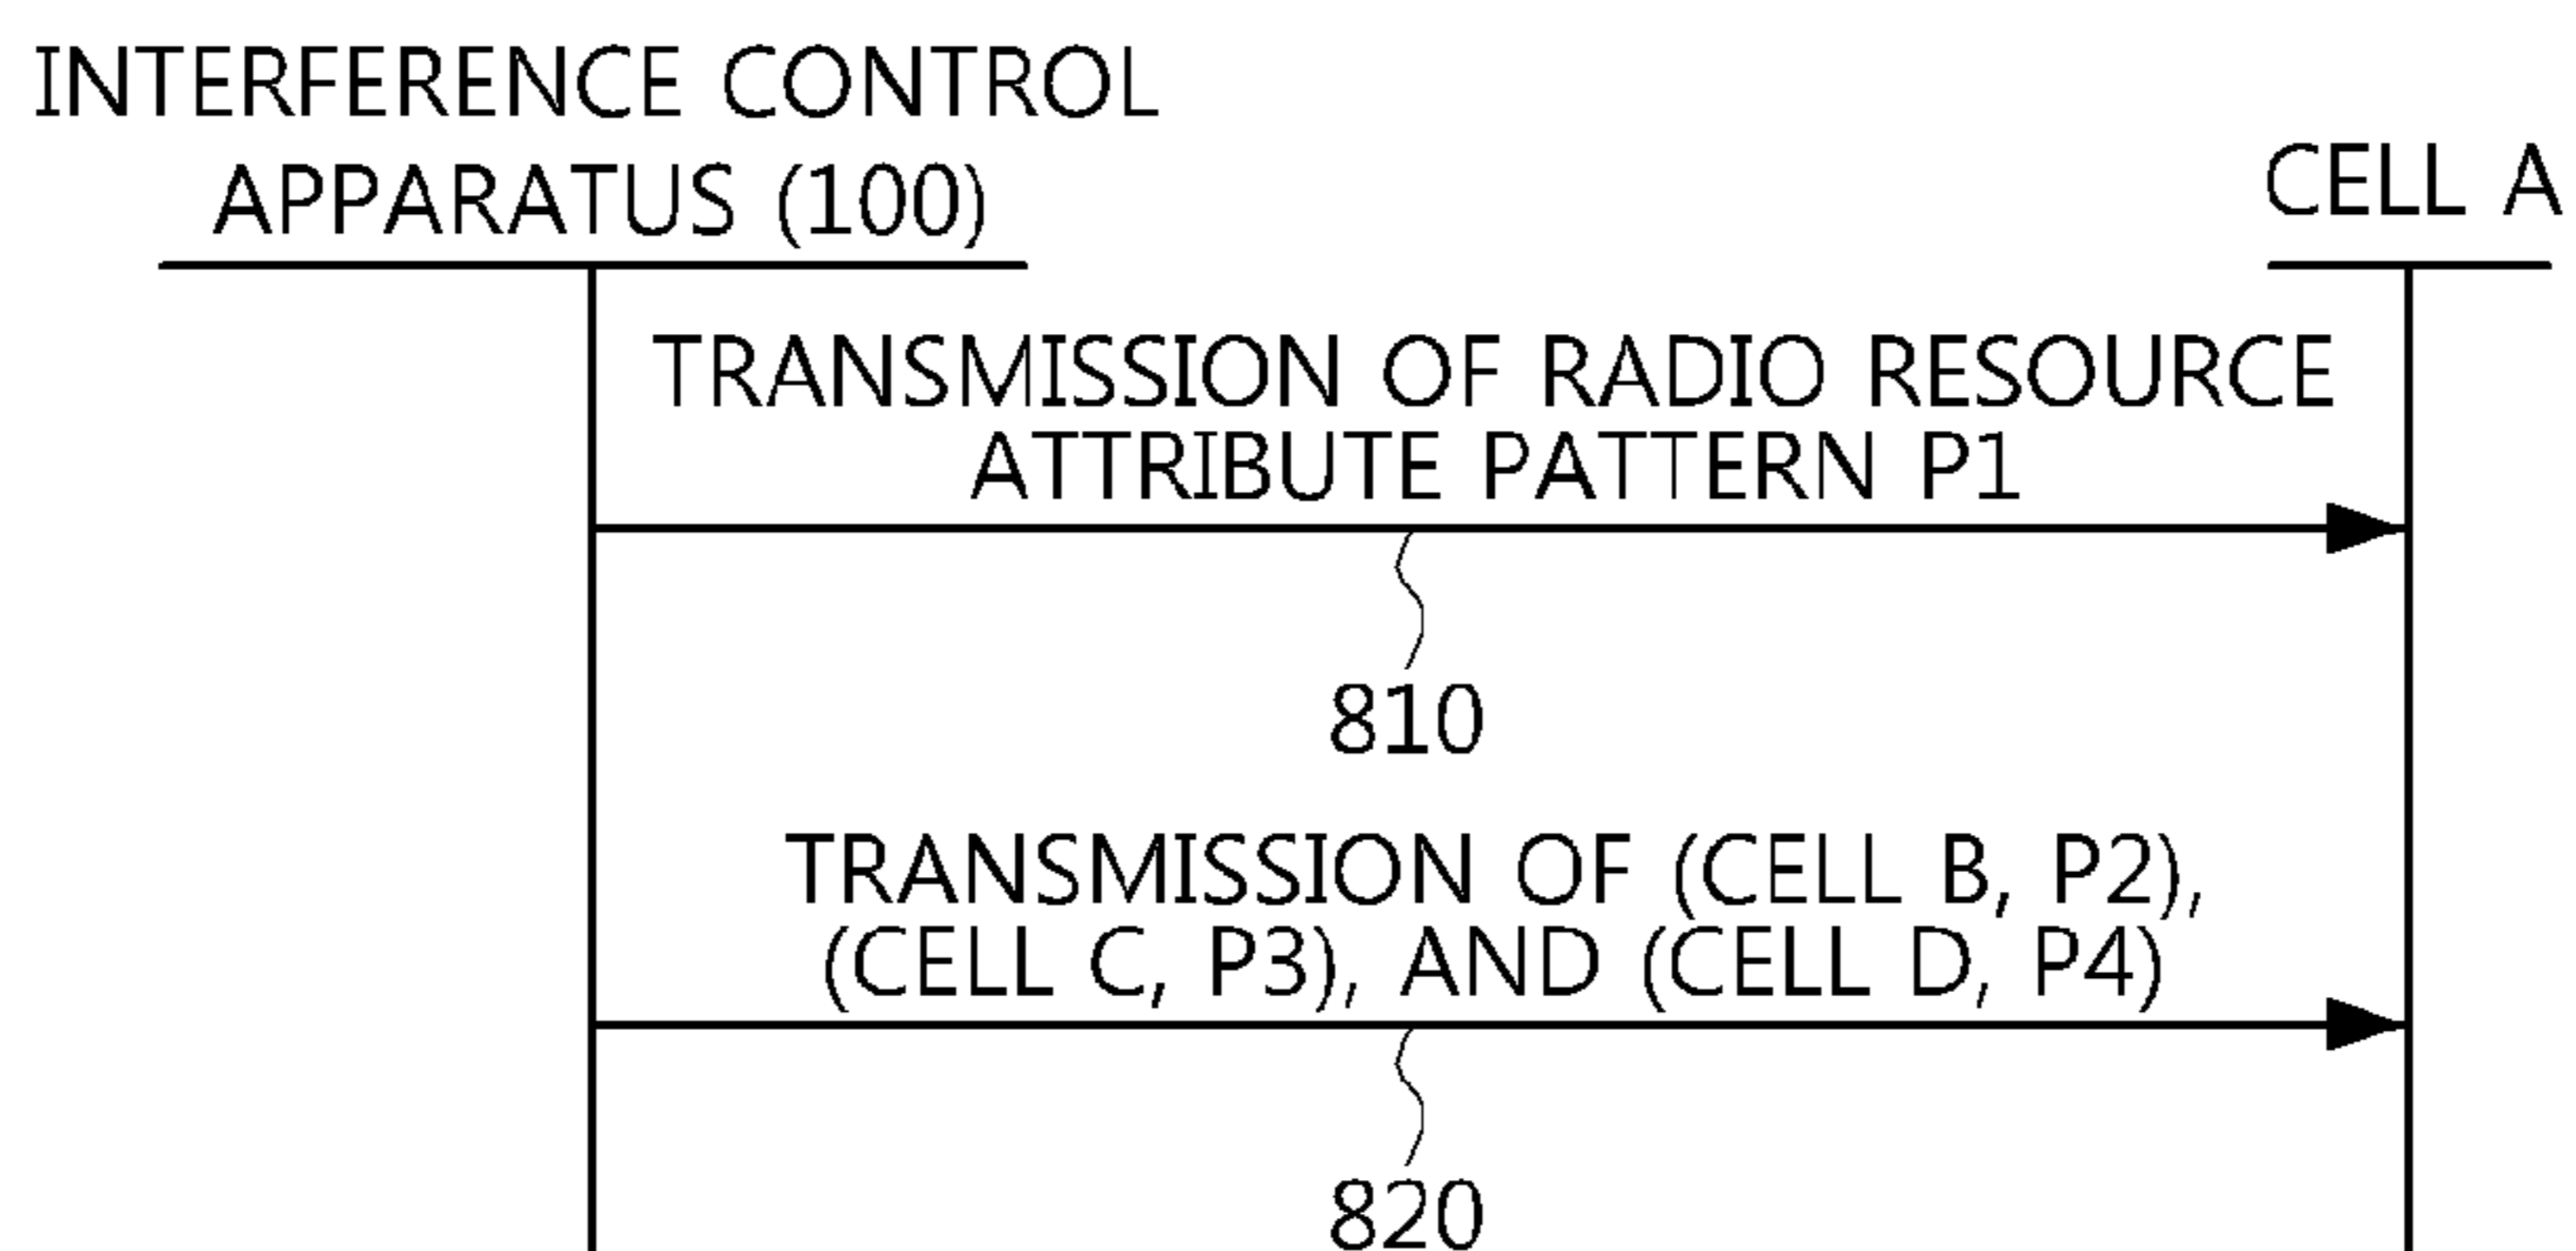 INTERFERENCE CONTROL
APPARATUS (100)
CELL A
TRANSMISSION OF RADIO RESOURCE
ATTRIBUTE PATTERN P1
810
TRANSMISSION OF (CELL B, P2),
(CELL C, P3), AND (CELL D, P4)
820